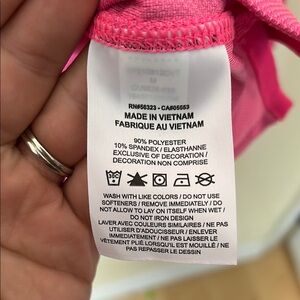 RN#56323 - CA#05553
MADE IN VIETNAM
FABRIQUE AU VIETNAM
90% POLYESTER
10% SPANDEX / ELASTHANNE
EXCLUSIVE OF DECORATION /
DECORATION NON COMPRISE
WASH WITH LIKE COLORS / DO NOT USE
SOFTENERS / REMOVE IMMEDIATELY / DO
NOT ALLOW TO LAY ON ITSELF WHEN WET /
DO NOT IRON DESIGN
LAVER AVEC COULEURS SIMILAIRES / NE PAS
UTILISER D'ADOUCISSEUR / ENLEVER
IMMÉDIATEMENT / NE PAS LAISSER LE
VÊTEMENT PLIÉ LORSQU'IL EST MOUILLÉ / NE
PAS REPASSER LE DESSIN